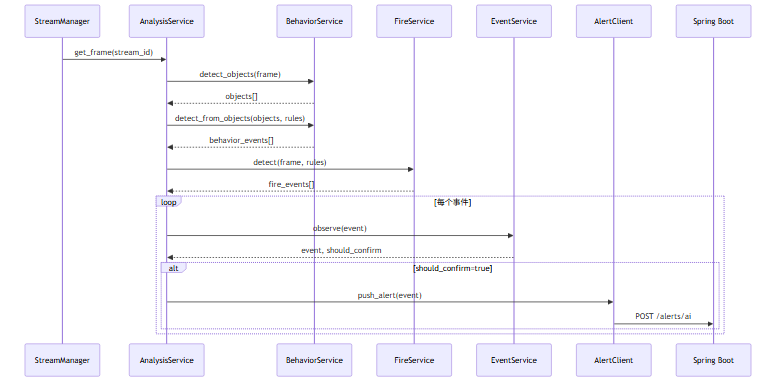 StreamManager AnalysisService BehaviorService FireService EventService AlertClient Spring Boot
get_frame(stream_id)
detect_objects(frame)
objects[]
detect_from_objects(objects, rules)
behavior_events[]
detect(frame, rules)
fire_events[]
loop [每个事件]
observe(event)
event, should_confirm
alt [should_confirm=true]
push_alert(event)
POST /alerts/ai
StreamManager AnalysisService BehaviorService FireService EventService AlertClient Spring Boot